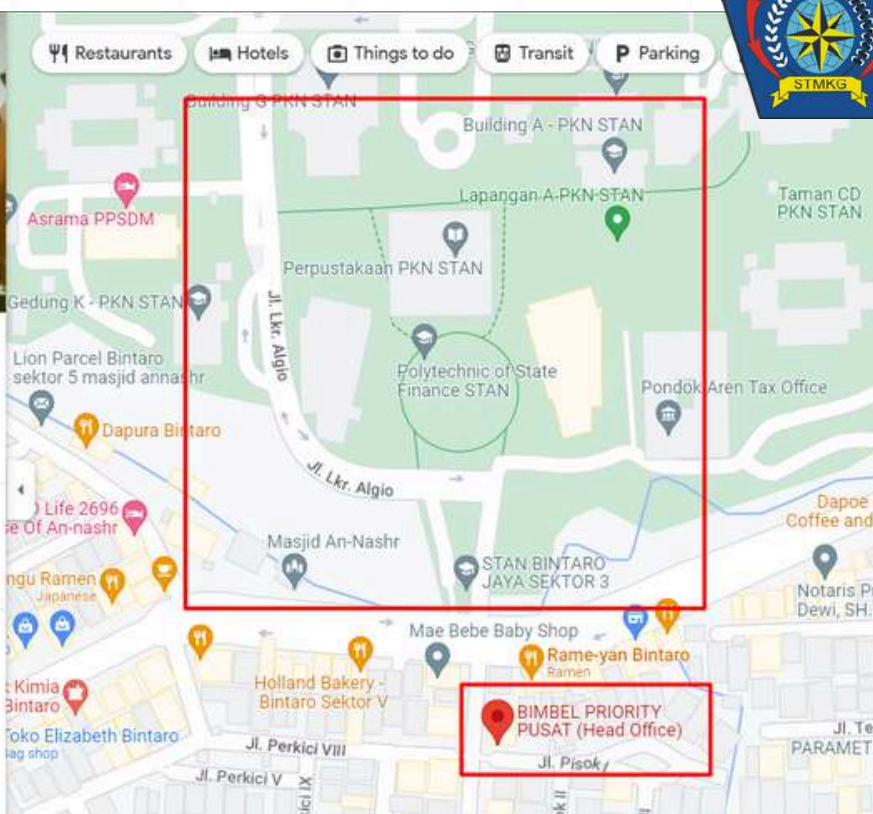 Restaurants
Hotels
Things to do
Transit
Parking
STMKG
Building G PKN STAN
Building A - PKN STAN
Asrama PPSDM
Lapangan A-PKN STAN
Taman CD
PKN STAN
Perpustakaan PKN STAN
Gedung K - PKN STAN
Jl. Lkr. Algio
Lion Parcel Bintaro
sektor 5 masjid annashr
Polytechnic of State
Finance STAN
Pondok Aren Tax Office
Dapura Bintaro
Jl. Lkr. Algio
Life 2696
e Of An-nashr
Masjid An-Nashr
STAN BINTARO
JAYA SEKTOR 3
Dapoe
Coffee and
ngu Ramen
Japanese
Notaris P
Dewi, SH.
Mae Bebe Baby Shop
Rame-yan Bintaro
Ramen
Kimia
Bintaro
Holland Bakery -
Bintaro Sektor V
BIMBEL PRIORITY
PUSAT (Head Office)
Toko Elizabeth Bintaro
Bag shop
Jl. Perkici VIII
Jl. Te
PARAMET
Jl. Pisok I
Jl. Perkici V
ici IX
k II